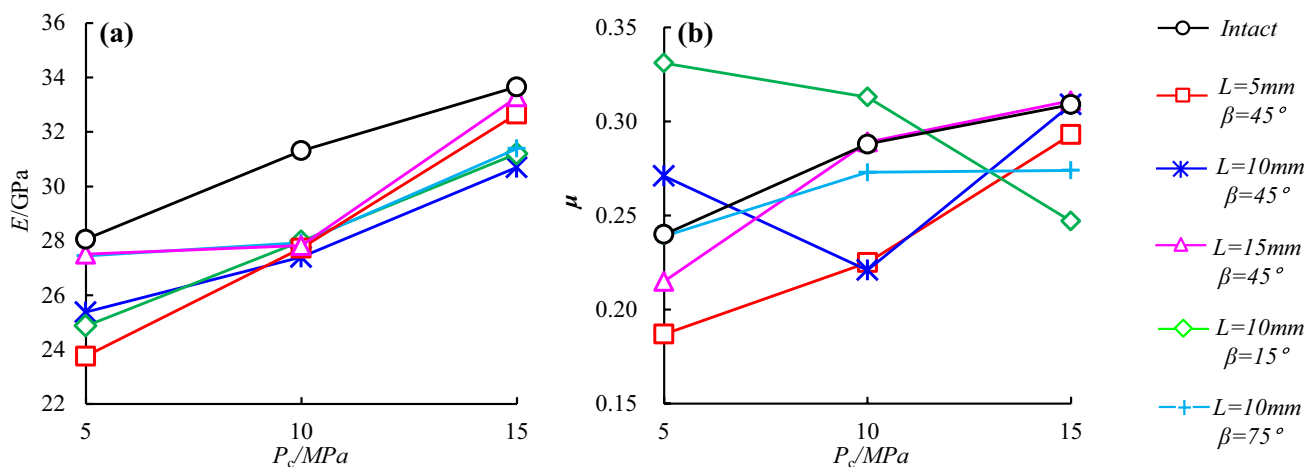 (a)
36
34
32
30
28
26
24
22
E/GPa
5
10
15
Pc/MPa
(b)
0.35
0.30
0.25
0.20
0.15
μ
5
10
15
Pc/MPa
Intact
L=5mm
β=45°
L=10mm
β=45°
L=15mm
β=45°
L=10mm
β=15°
L=10mm
β=75°